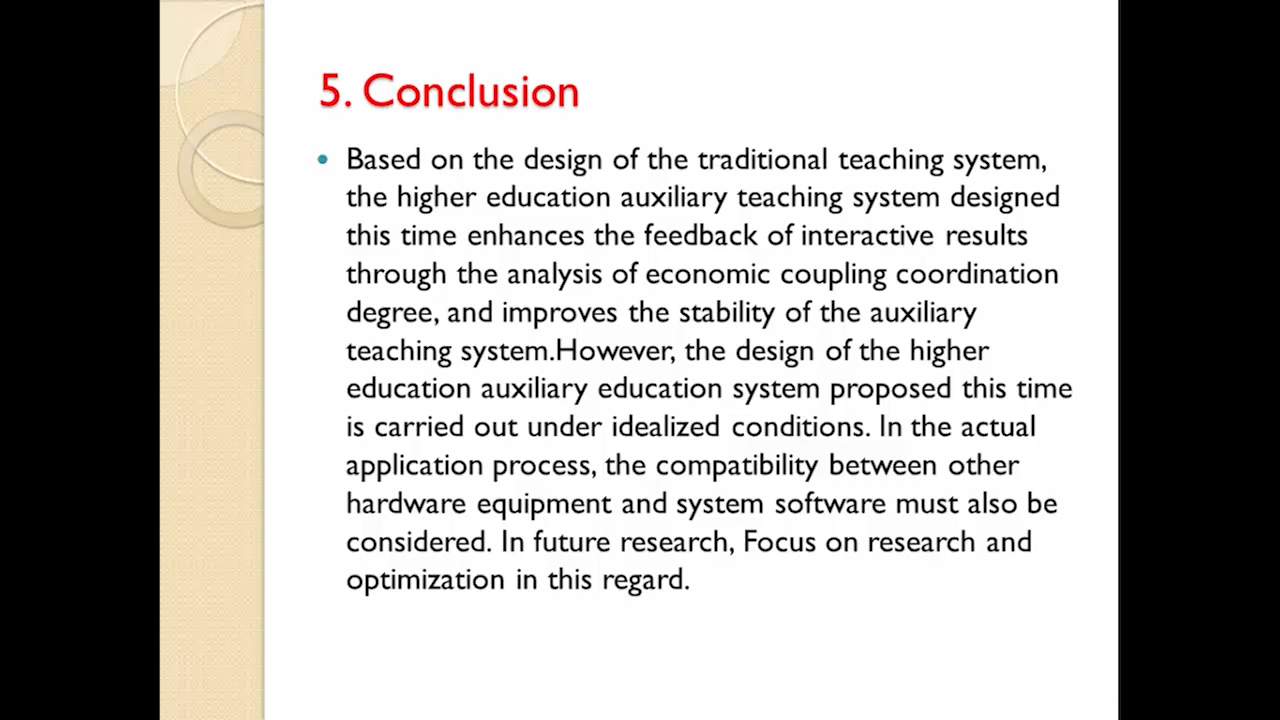 5. Conclusion
• Based on the design of the traditional teaching system,
the higher education auxiliary teaching system designed
this time enhances the feedback of interactive results
through the analysis of economic coupling coordination
degree, and improves the stability of the auxiliary
teaching system.However, the design of the higher
education auxiliary education system proposed this time
is carried out under idealized conditions. In the actual
application process, the compatibility between other
hardware equipment and system software must also be
considered. In future research, Focus on research and
optimization in this regard.